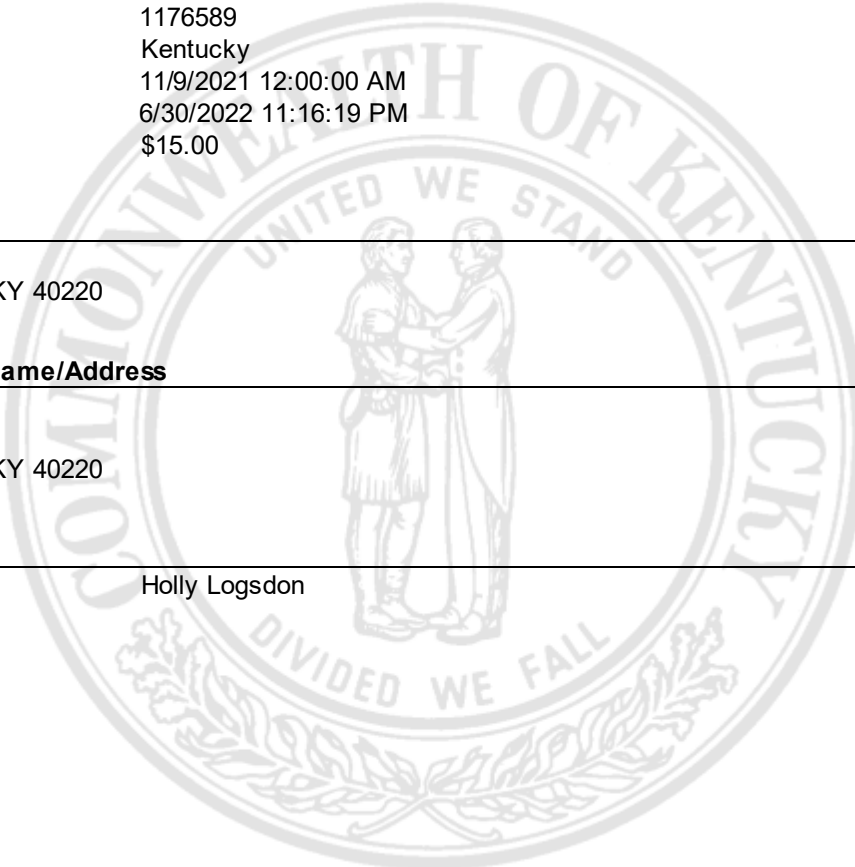 1176589
Kentucky
11/9/2021 12:00:00 AM
6/30/2022 11:16:19 PM
$15.00
COMMONWEALTH OF KENTUCKY
UNITED WE STAND
KY 40220
ame/Address
KY 40220
Holly Logsdon
DIVIDED WE FALL